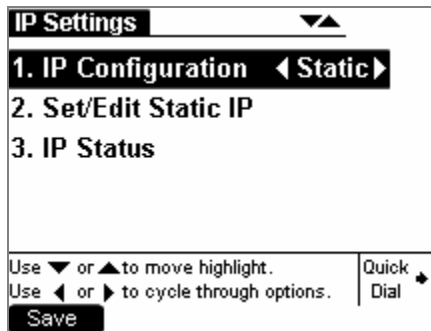 IP Settings
1. IP Configuration Static
2. Set/Edit Static IP
3. IP Status
Use ▼ or ▲ to move highlight.
Use ◀ or ▶ to cycle through options.
Quick
Dial
Save